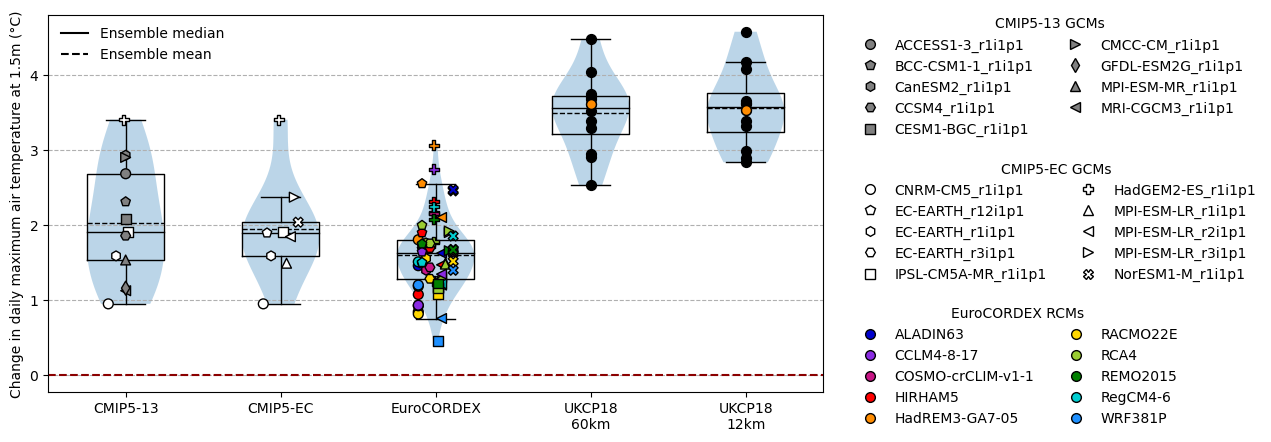 Change in daily maximum air temperature at 1.5m (°C)
4
3
2
1
0
Ensemble median
Ensemble mean
CMIP5-13
CMIP5-EC
EuroCORDEX
UKCP18
60km
UKCP18
12km
CMIP5-13 GCMs
ACCESS1-3_r1i1p1
BCC-CSM1-1_r1i1p1
CanESM2_r1i1p1
CCSM4_r1i1p1
CESM1-BGC_r1i1p1
CMCC-CM_r1i1p1
GFDL-ESM2G_r1i1p1
MPI-ESM-MR_r1i1p1
MRI-CGCM3_r1i1p1
CMIP5-EC GCMs
CNRM-CM5_r1i1p1
EC-EARTH_r12i1p1
EC-EARTH_r1i1p1
EC-EARTH_r3i1p1
IPSL-CM5A-MR_r1i1p1
HadGEM2-ES_r1i1p1
MPI-ESM-LR_r1i1p1
MPI-ESM-LR_r2i1p1
MPI-ESM-LR_r3i1p1
NorESM1-M_r1i1p1
EuroCORDEX RCMs
ALADIN63
CCLM4-8-17
COSMO-crCLIM-v1-1
HIRHAM5
HadREM3-GA7-05
RACMO22E
RCA4
REMO2015
RegCM4-6
WRF381P